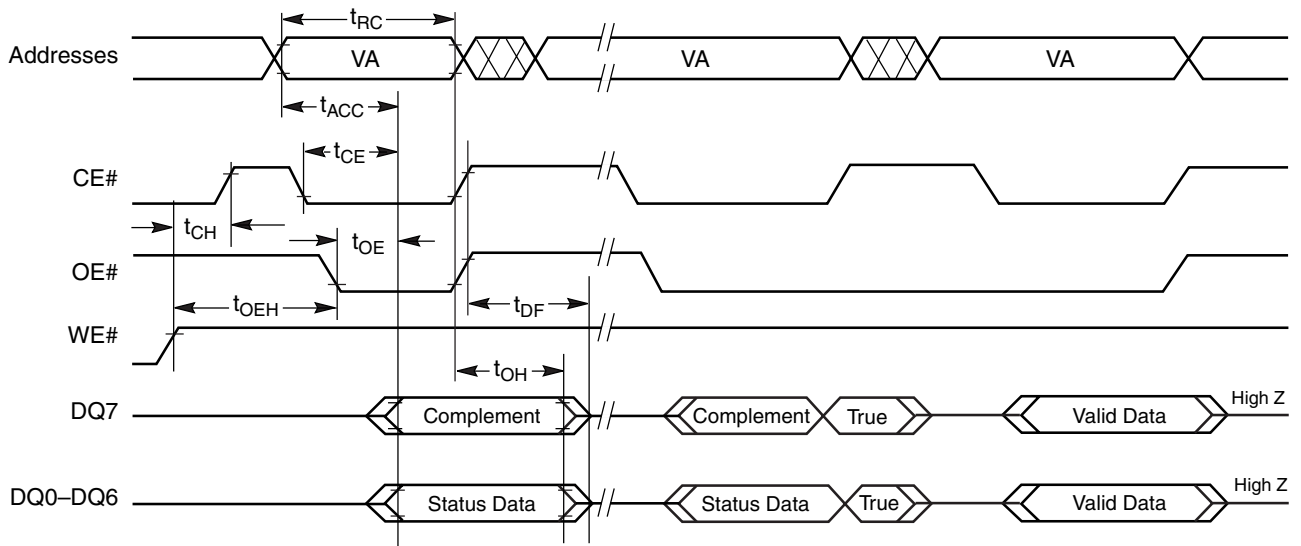 tRC
Addresses VA VA VA
tACC
tCE
CE#
tCH
tOE
OE#
tOEH
tDF
WE#
tOH
DQ7 Complement Complement True Valid Data High Z
DQ0–DQ6 Status Data Status Data True Valid Data High Z